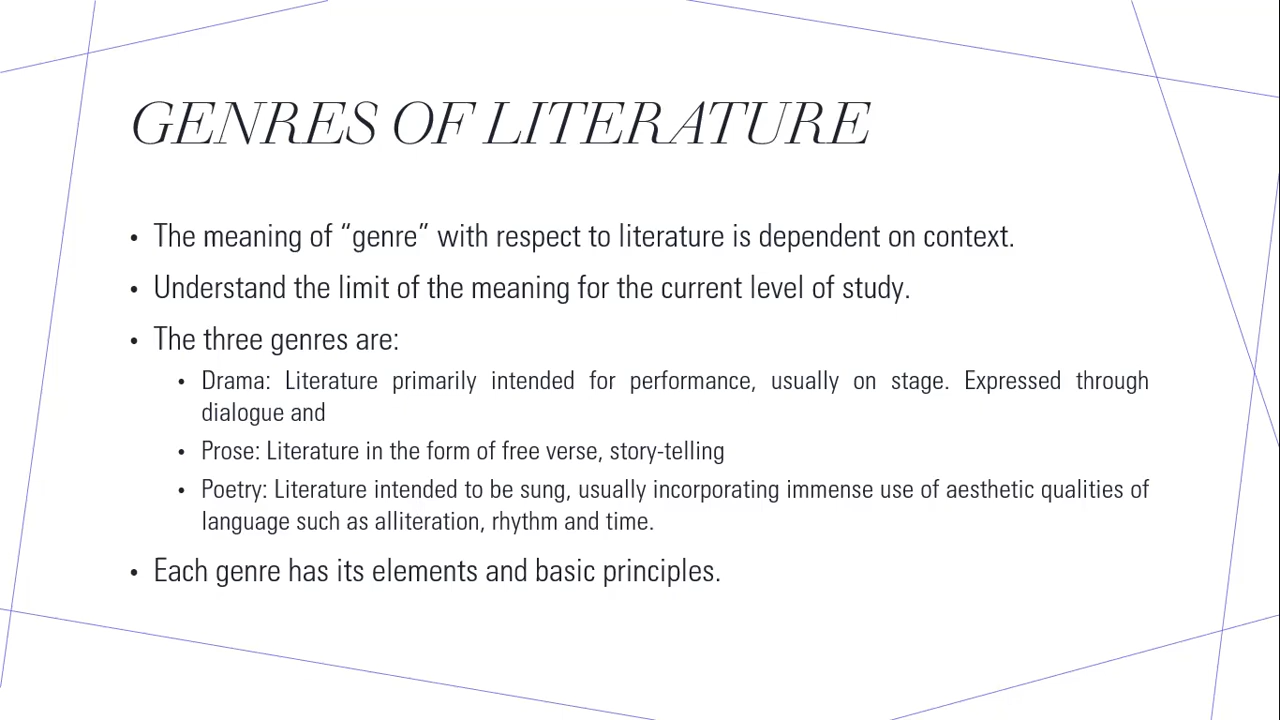 GENRES OF LITERATURE
• The meaning of “genre” with respect to literature is dependent on context.
• Understand the limit of the meaning for the current level of study.
• The three genres are:
• Drama: Literature primarily intended for performance, usually on stage. Expressed through
dialogue and
• Prose: Literature in the form of free verse, story-telling
• Poetry: Literature intended to be sung, usually incorporating immense use of aesthetic qualities of
language such as alliteration, rhythm and time.
• Each genre has its elements and basic principles.